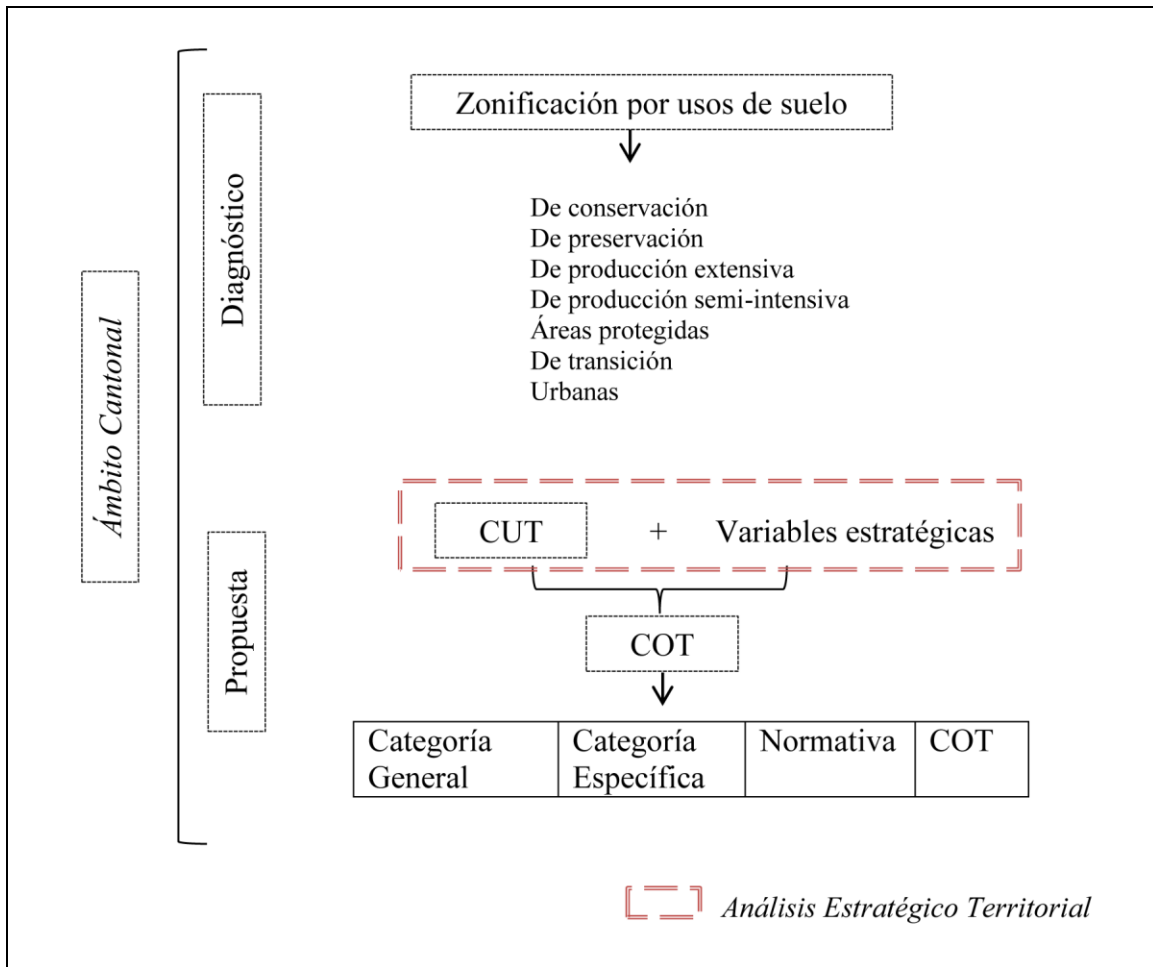 Ámbito Cantonal
Diagnóstico
Zonificación por usos de suelo
De conservación
De preservación
De producción extensiva
De producción semi-intensiva
Áreas protegidas
De transición
Urbanas
Propuesta
CUT + Variables estratégicas
COT
Categoría General
Categoría Específica
Normativa
COT
Análisis Estratégico Territorial